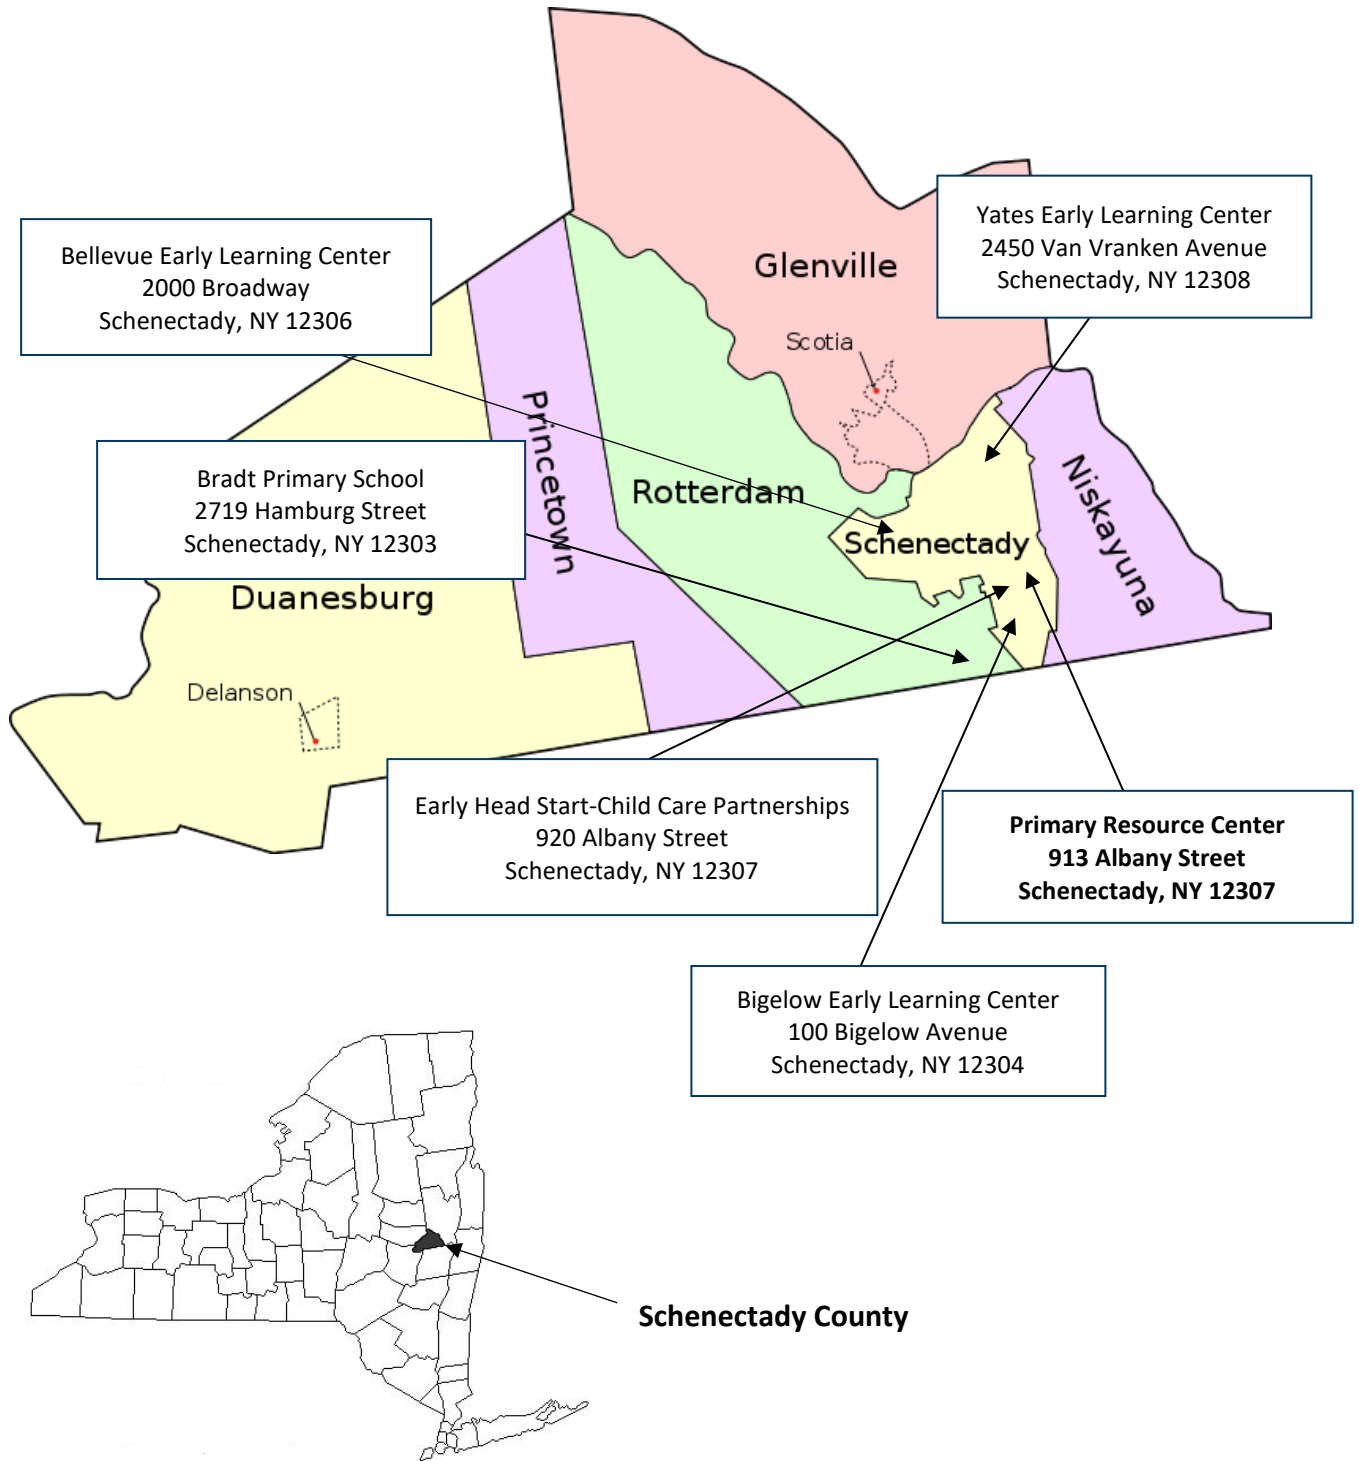 Glenville
Yates Early Learning Center
2450 Van Vranken Avenue
Schenectady, NY 12308
Bellevue Early Learning Center
2000 Broadway
Schenectady, NY 12306
Scotia
Princetown
Rotterdam
Bradt Primary School
2719 Hamburg Street
Schenectady, NY 12303
Schenectady
Niskayuna
Duanesburg
Delanson
Early Head Start-Child Care Partnerships
920 Albany Street
Schenectady, NY 12307
Primary Resource Center
913 Albany Street
Schenectady, NY 12307
Bigelow Early Learning Center
100 Bigelow Avenue
Schenectady, NY 12304
Schenectady County